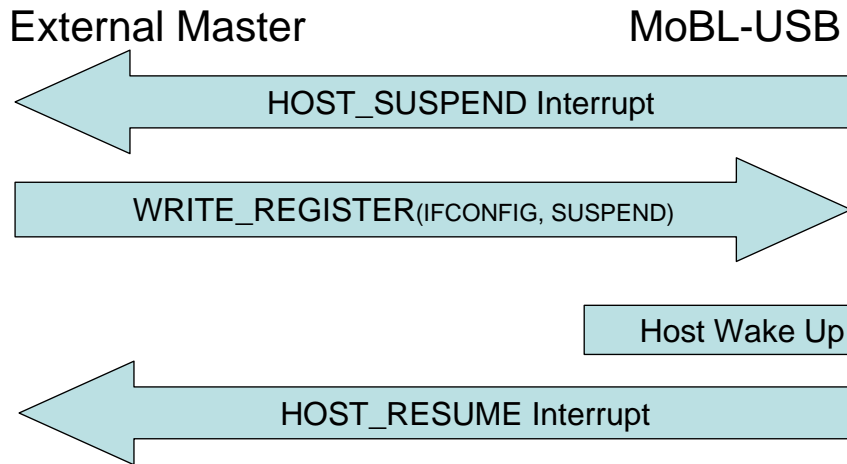 External Master MoBL-USB
HOST_SUSPEND Interrupt
WRITE_REGISTER(IFCONFIG, SUSPEND)
Host Wake Up
HOST_RESUME Interrupt